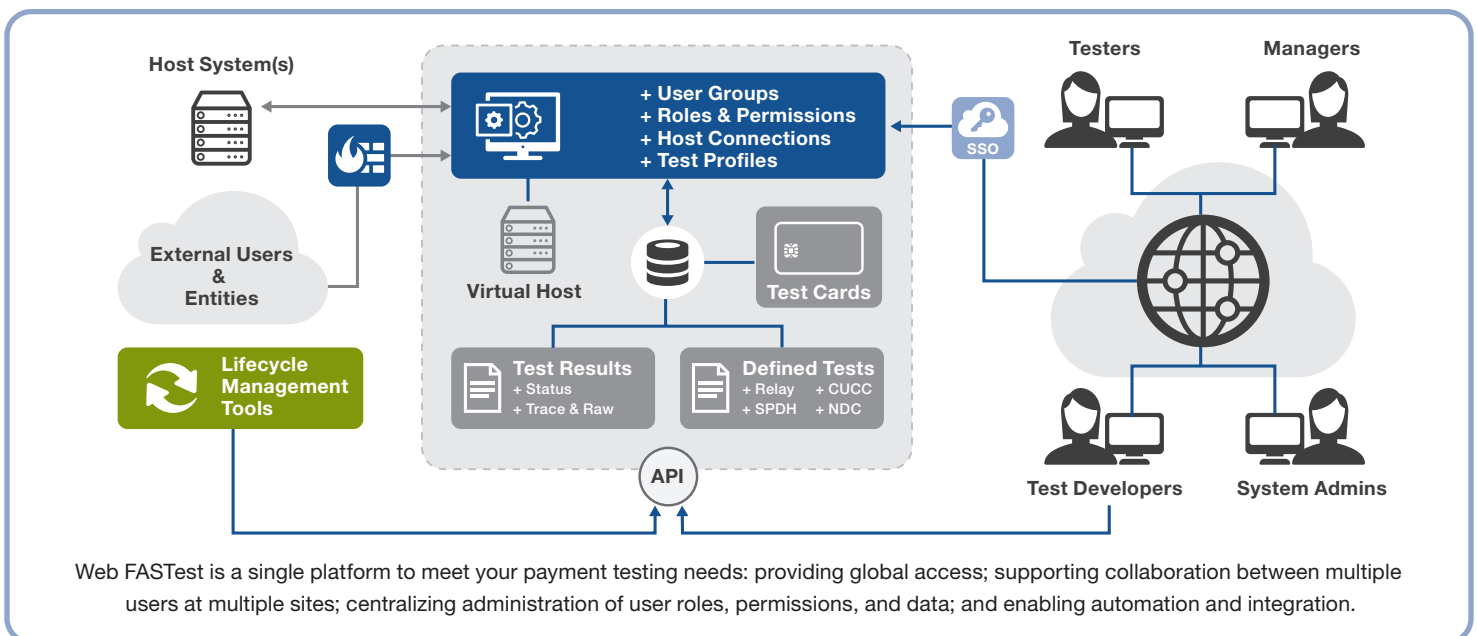 Host System(s)
External Users
&
Entities
Lifecycle
Management
Tools
+ User Groups
+ Roles & Permissions
+ Host Connections
+ Test Profiles
Virtual Host
Test Cards
Test Results
+ Status
+ Trace & Raw
Defined Tests
+ Relay + CUCC
+ SPDH + NDC
API
SSO
Testers
Managers
Test Developers
System Admins
Web FASTest is a single platform to meet your payment testing needs: providing global access; supporting collaboration between multiple
users at multiple sites; centralizing administration of user roles, permissions, and data; and enabling automation and integration.